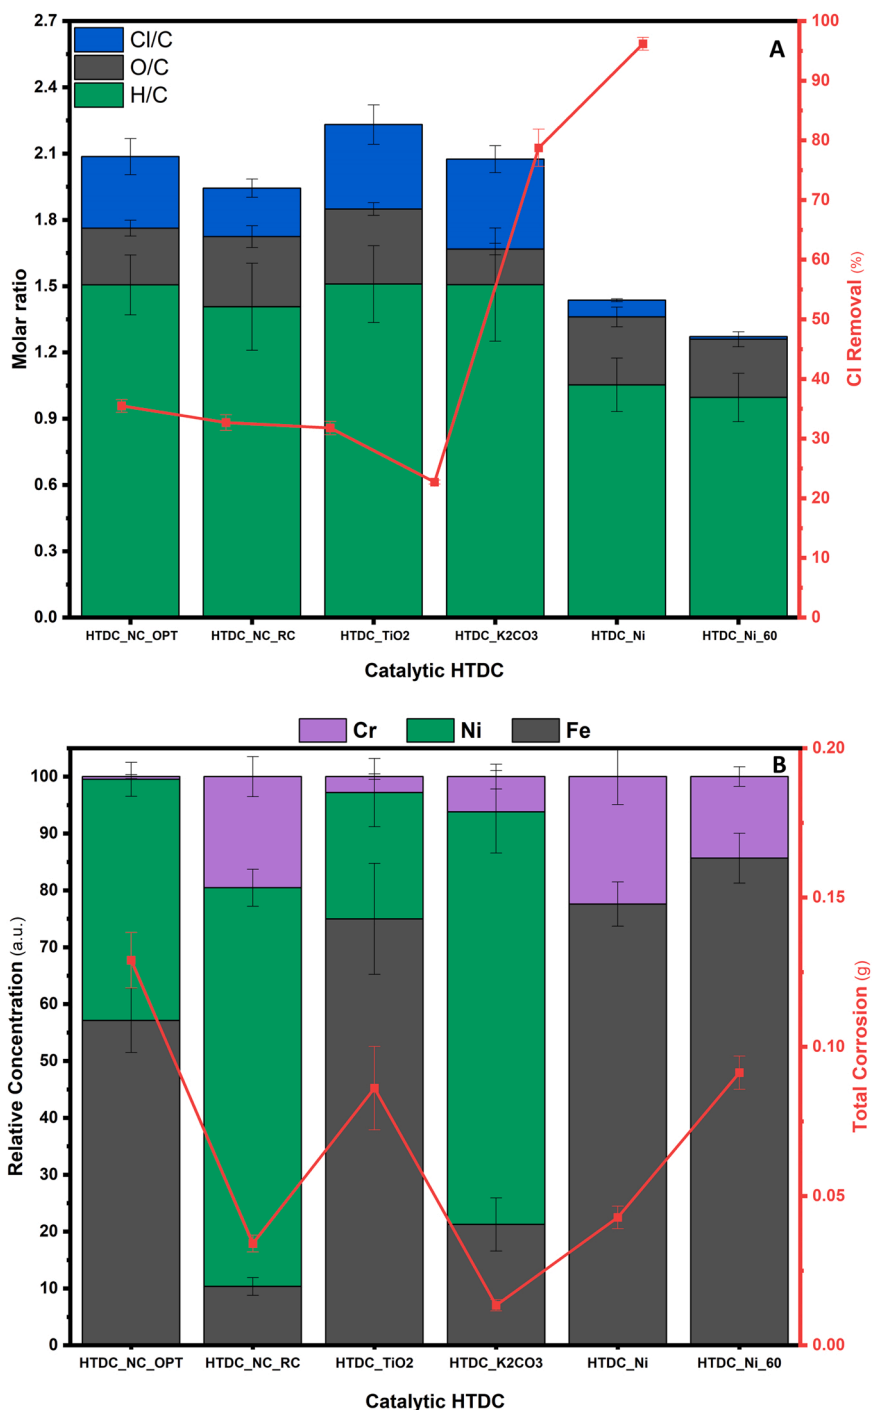 A
Cl/C
O/C
H/C
2.7
2.4
2.1
1.8
1.5
1.2
0.9
0.6
0.3
0.0
Molar ratio
100
90
80
70
60
50
40
30
20
10
0
Cl Removal (%)
HTDC_NC_OPT HTDC_NC_RC HTDC_TiO2 HTDC_K2CO3 HTDC_Ni HTDC_Ni_60
Catalytic HTDC
Cr Ni Fe
B
100
90
80
70
60
50
40
30
20
10
0
Relative Concentration (a.u.)
0.20
0.15
0.10
0.05
0.00
Total Corrosion (g)
HTDC_NC_OPT HTDC_NC_RC HTDC_TiO2 HTDC_K2CO3 HTDC_Ni HTDC_Ni_60
Catalytic HTDC